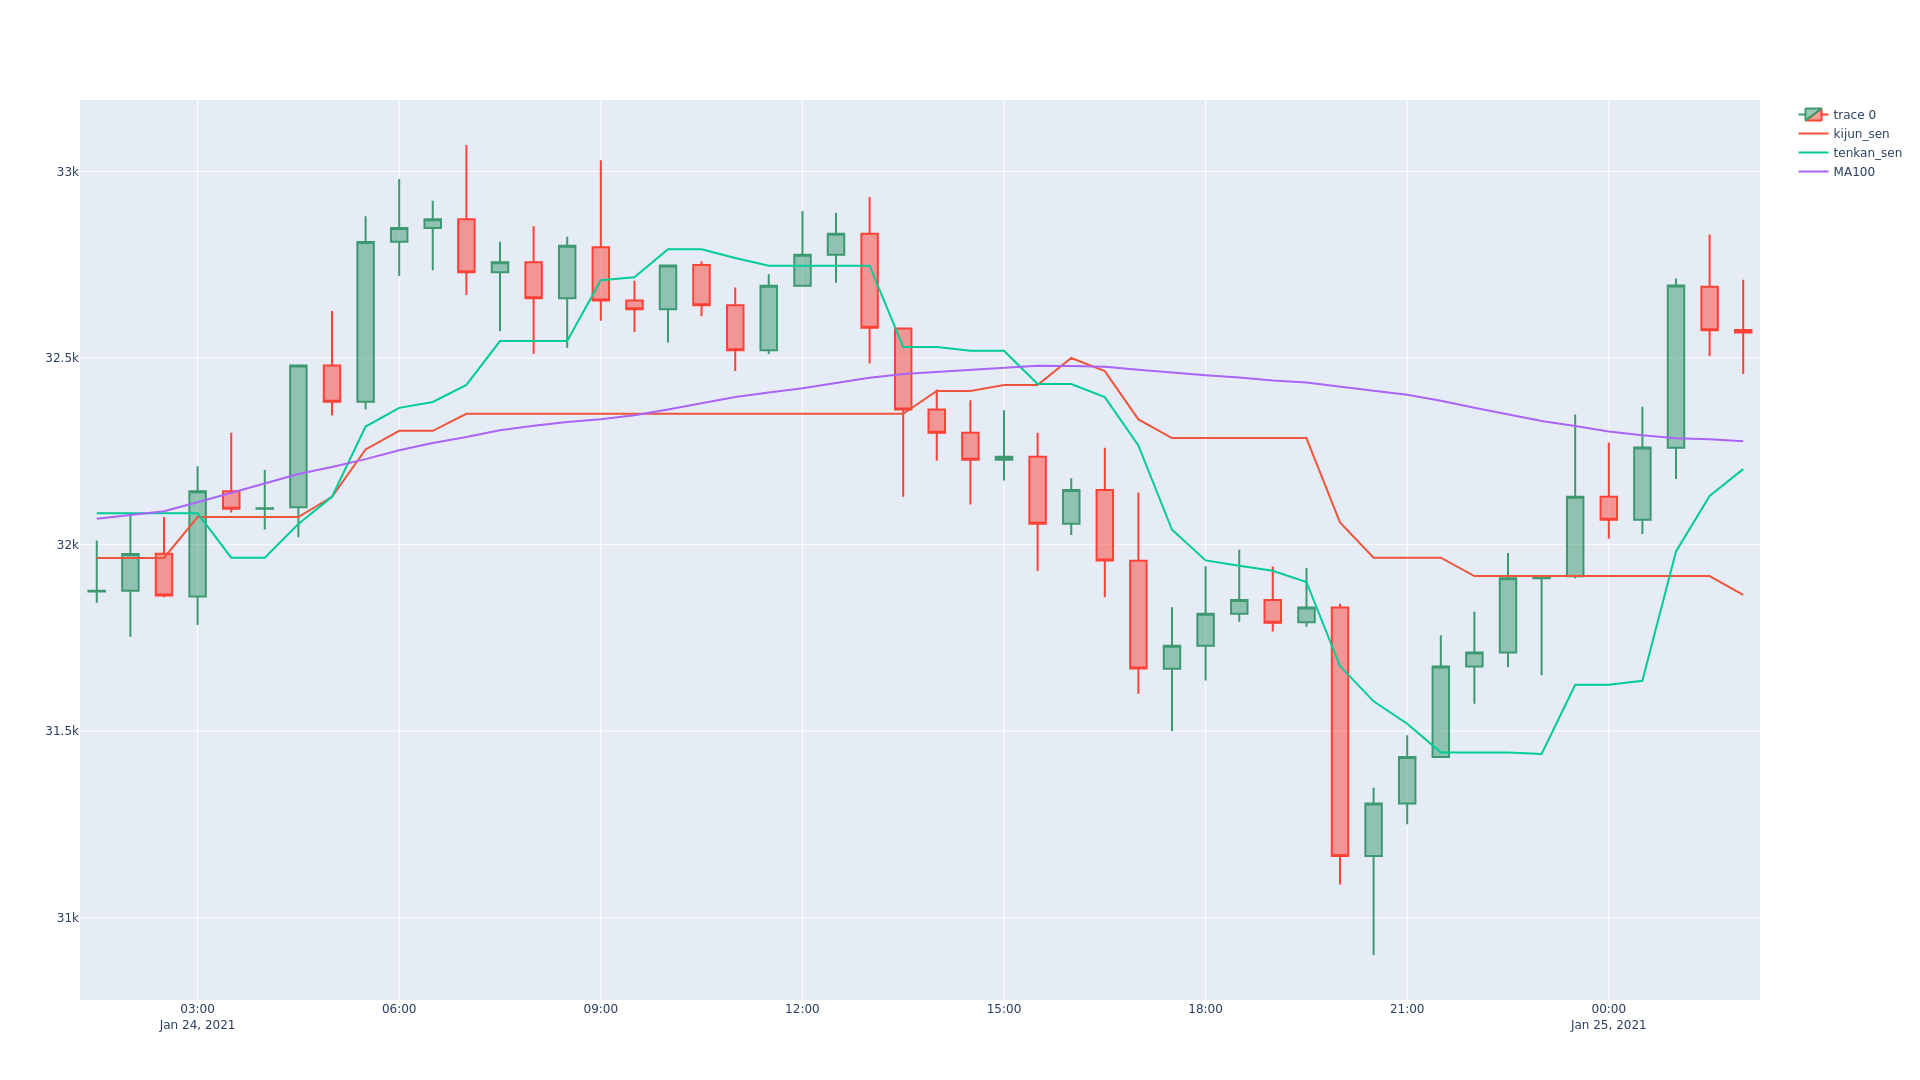 trace 0
kijun_sen
tenkan_sen
MA100
33k
32.5k
32k
31.5k
31k
03:00
Jan 24, 2021
06:00
09:00
12:00
15:00
18:00
21:00
00:00
Jan 25, 2021